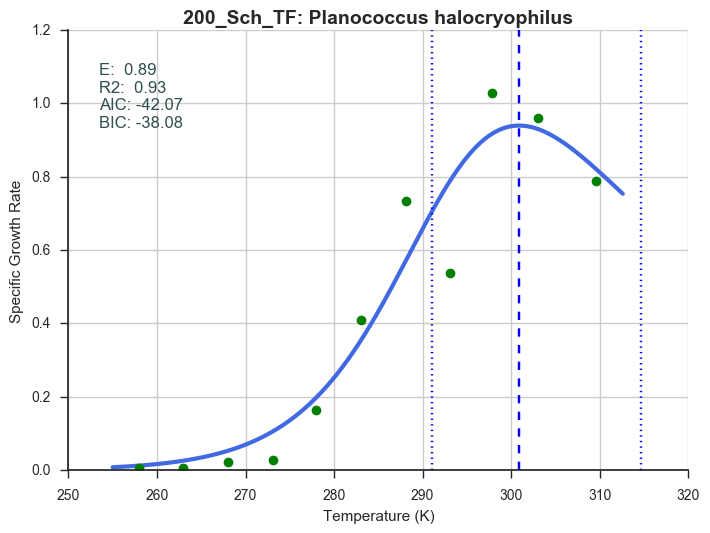 200_Sch_TF: Planococcus halocryophilus
E:  0.89
R2:  0.93
AIC: -42.07
BIC: -38.08
Specific Growth Rate
1.2
1.0
0.8
0.6
0.4
0.2
0.0
250 260 270 280 290 300 310 320
Temperature (K)